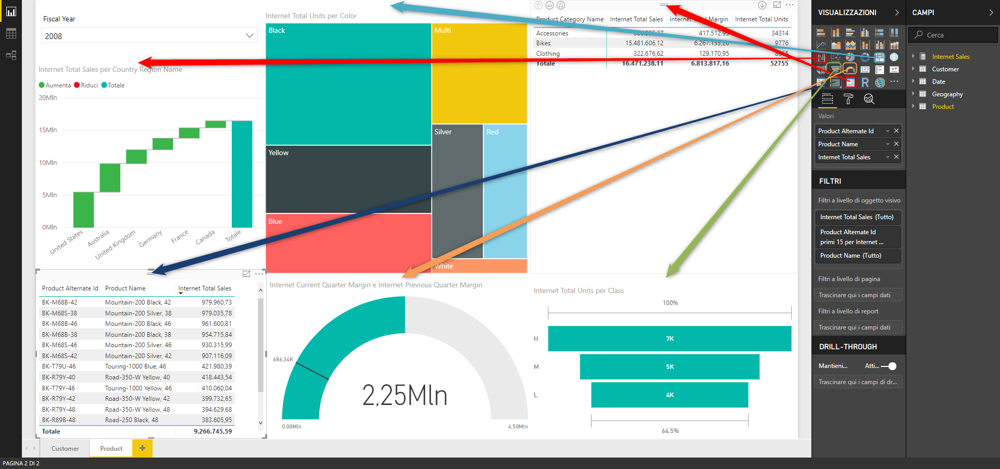 Fiscal Year
2008
Internet Total Sales per Country Region Name
Aumenta Riduci Totale
20Mln
15Mln
10Mln
5Mln
0Mln
United States
Australia
United Kingdom
Germany
France
Canada
Totale
Internet Total Units per Color
Black
Multi
Yellow
Silver
Red
Blue
White
Product Category Name Internet Total Sales Internet Total Margin Internet Total Units
Accessories 417.512,95 34314
Bikes 15.481.606,12 6.267.133,26 9776
Clothing 322.676,62 129.170,95
Totale 16.471.238,11 6.813.817,16 52755
Product Alternate Id Product Name Internet Total Sales
BK-M68B-42 Mountain-200 Black, 42 979.960,73
BK-M68S-38 Mountain-200 Silver, 38 979.035,78
BK-M68B-46 Mountain-200 Black, 46 961.600,81
BK-M68B-38 Mountain-200 Black, 38 954.715,84
BK-M68S-46 Mountain-200 Silver, 46 930.315,99
BK-M68S-42 Mountain-200 Silver, 42 907.116,09
BK-T79U-46 Touring-1000 Blue, 46 421.980,39
BK-R79Y-40 Road-350-W Yellow, 40 418.443,54
BK-T79Y-46 Touring-1000 Yellow, 46 410.060,04
BK-R79Y-42 Road-350-W Yellow, 42 399.732,65
BK-R79Y-48 Road-350-W Yellow, 48 394.629,68
BK-R89B-48 Road-250 Black, 48 383.605,95
Totale 9.266.745,59
Internet Current Quarter Margin e Internet Previous Quarter Margin
686,34K
2,25Mln
0,00Mln
4,50Mln
Internet Total Units per Class
100%
H 7K
M 5K
L 4K
64,5%
Customer
Product
PAGINA 2 DI 2
VISUALIZZAZIONI
123
R
Valori
Product Alternate Id
Product Name
Internet Total Sales
FILTRI
Filtri a livello di oggetto visivo
Internet Total Sales (Tutto)
Product Alternate Id
primi 15 per Internet ...
Product Name (Tutto)
Filtri a livello di pagina
Trascinare qui i campi dati
Filtri a livello di report
Trascinare qui i campi dati
DRILL-THROUGH
Mantieni... Atti...
Trascinare qui i campi di dr...
CAMPI
Cerca
Internet Sales
Customer
Date
Geography
Product